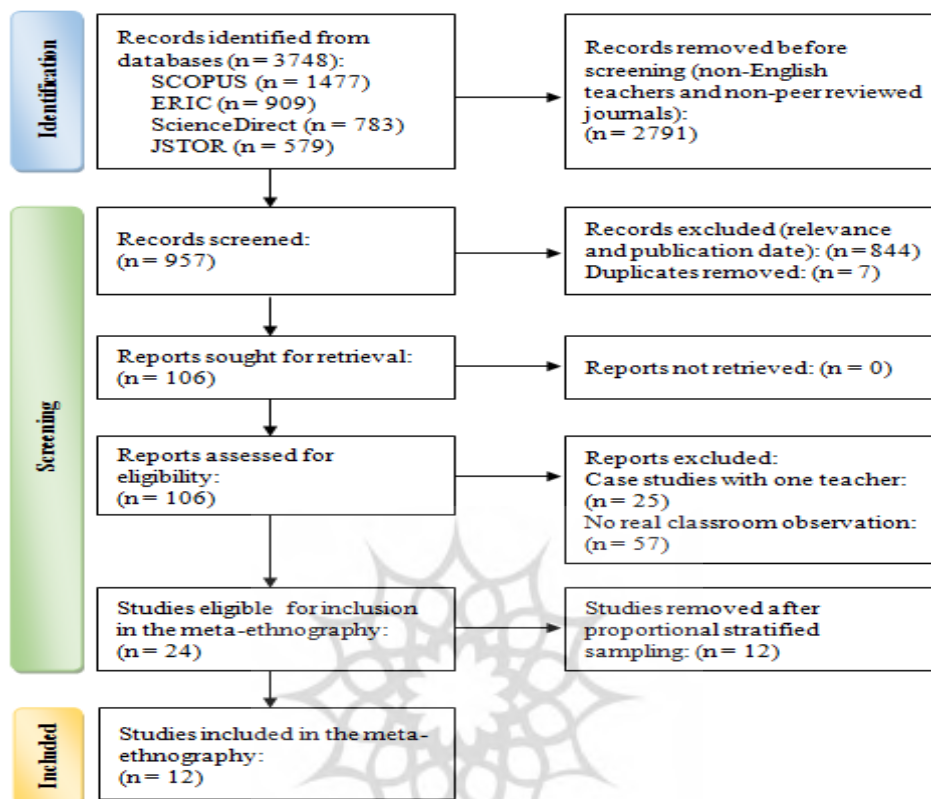 Identification
Records identified from
databases (n = 3748):
SCOPUS (n = 1477)
ERIC (n = 909)
ScienceDirect (n = 783)
JSTOR (n = 579)
Records removed before
screening (non-English
teachers and non-peer reviewed
journals):
(n = 2791)
Screening
Records screened:
(n = 957)
Records excluded (relevance
and publication date): (n = 844)
Duplicates removed: (n = 7)
Reports sought for retrieval:
(n = 106)
Reports not retrieved: (n = 0)
Reports assessed for
eligibility:
(n = 106)
Reports excluded:
Case studies with one teacher:
(n = 25)
No real classroom observation:
(n = 57)
Studies eligible for inclusion
in the meta-ethnography:
(n = 24)
Studies removed after
proportional stratified
sampling: (n = 12)
Included
Studies included in the meta-
ethnography:
(n = 12)